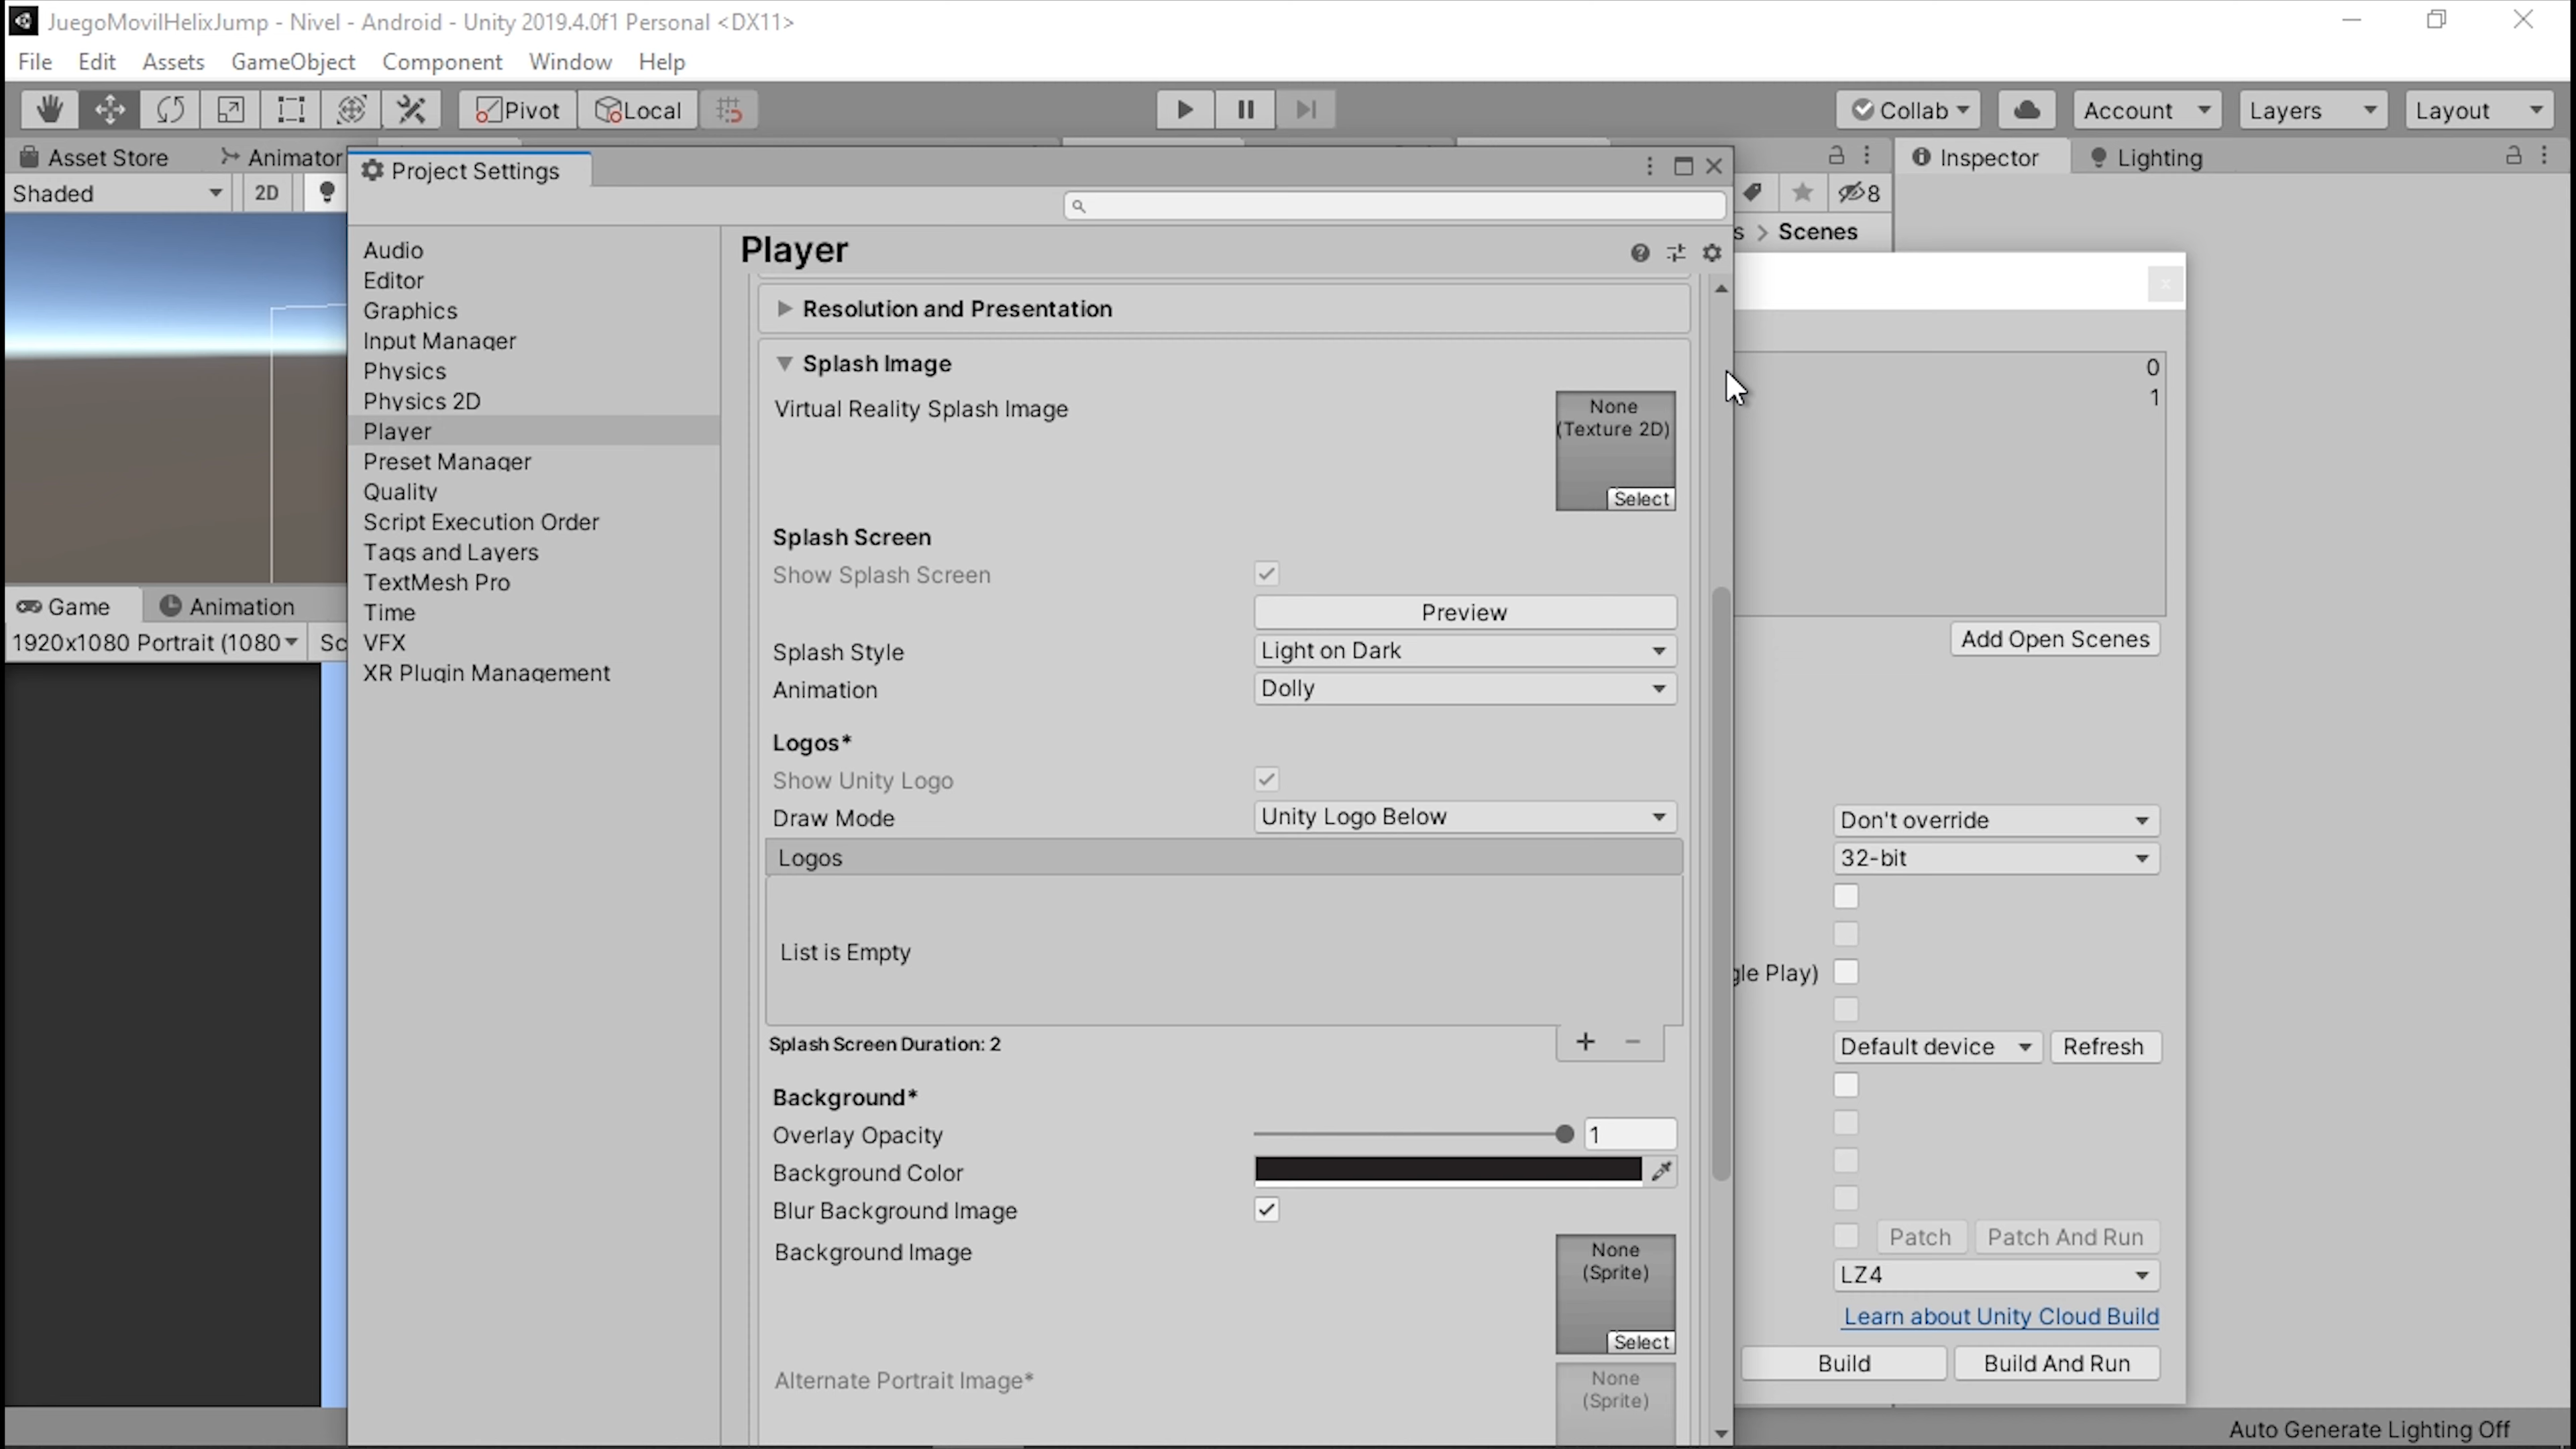 JuegoMovilHelixJump - Nivel - Android - Unity 2019.4.0f1 Personal <DX11>
File Edit Assets GameObject Component Window Help
Pivot Local Collab Account Layers Layout
Asset Store Animator Project Settings Inspector Lighting
Shaded 2D 8
s > Scenes
Audio
Editor
Graphics
Input Manager
Physics
Physics 2D
Player
Preset Manager
Quality
Script Execution Order
Tags and Layers
TextMesh Pro
Time
VFX
XR Plugin Management
Game Animation
1920x1080 Portrait (1080 Sc
Player
Resolution and Presentation
Splash Image
Virtual Reality Splash Image
None
(Texture 2D)
Select
Splash Screen
Show Splash Screen
Preview
Splash Style Light on Dark
Animation Dolly
Logos*
Show Unity Logo
Draw Mode Unity Logo Below
Logos
List is Empty
Splash Screen Duration: 2 + -
Background*
Overlay Opacity 1
Background Color
Blur Background Image
Background Image
None
(Sprite)
Select
Alternate Portrait Image*
None
(Sprite)
0
1
Add Open Scenes
Don't override
32-bit
gle Play)
Default device Refresh
Patch Patch And Run
LZ4
Learn about Unity Cloud Build
Build Build And Run
Auto Generate Lighting Off